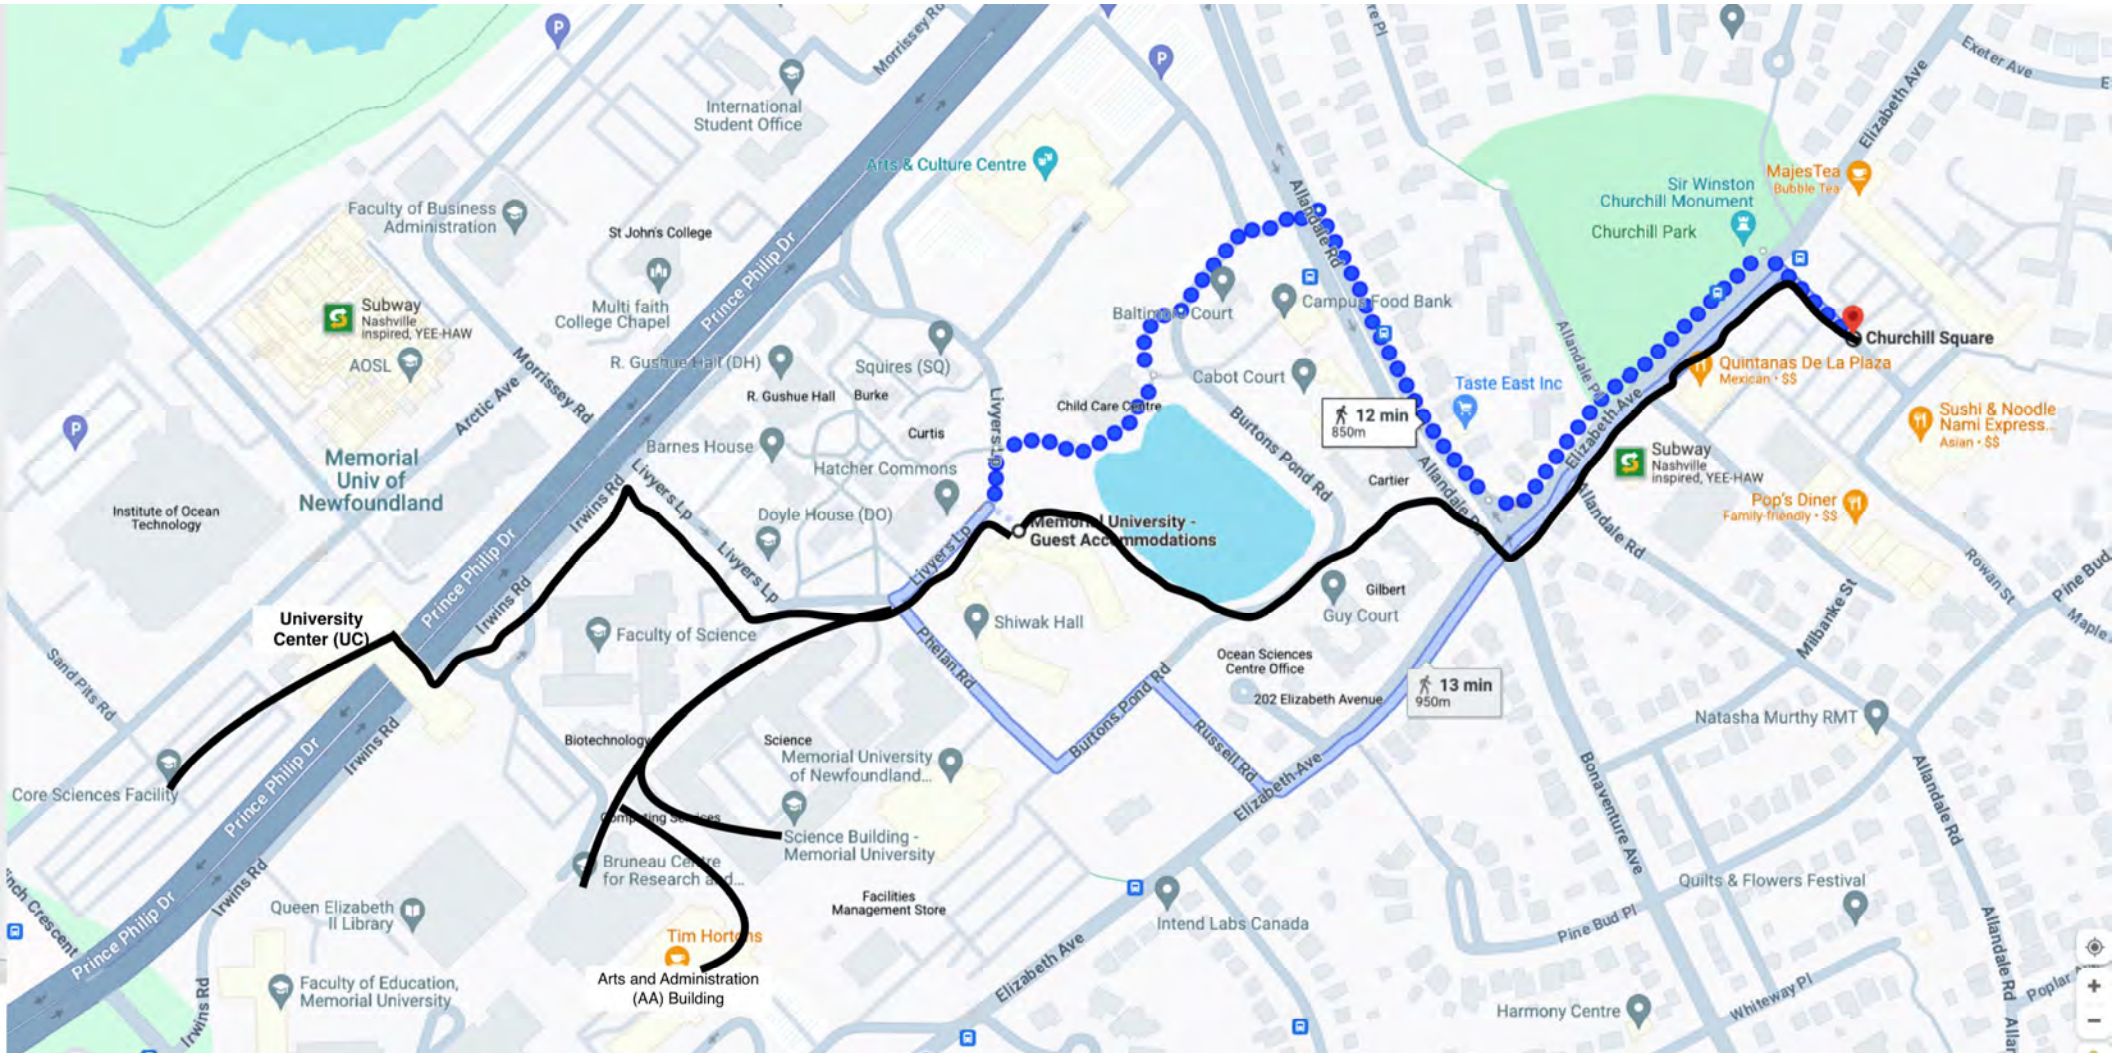 Morrissey Rd
International
Student Office
Arts & Culture Centre
Exeter Ave
Elizabeth Ave
MajesTea
Bubble Tea
Sir Winston
Churchill Monument
Churchill Park
Faculty of Business
Administration
St John's College
Multi faith
College Chapel
Prince Philip Dr
Allandale Rd
Subway
Nashville
inspired, YEE-HAW
AOSL
Morrissey Rd
Arctic Ave
R. Gushue Hall (DH)
Squires (SQ)
R. Gushue Hall
Burke
Barnes House
Curtis
Hatcher Commons
Doyle House (DO)
Livyers Lp
Child Care Centre
Baltimore Court
Campus Food Bank
Cabot Court
Burtons Pond Rd
12 min
850m
Taste East Inc
Allandale Pl
Elizabeth Ave
Churchill Square
Quintanas De La Plaza
Mexican • $$
Sushi & Noodle
Nami Express...
Asian • $$
Subway
Nashville
inspired, YEE-HAW
Pop's Diner
Family-friendly • $$
Cartier
Allandale Rd
Allandale Rd
Rowan St
Pine Bud
Maple
Milbanke St
Memorial
Univ of
Newfoundland
Institute of Ocean
Technology
Irwins Rd
Livyers Lp
Livyers Lp
Livyers Lp
Prince Philip Dr
Irwins Rd
Memorial University -
Guest Accommodations
University
Center (UC)
Faculty of Science
Shiwak Hall
Phelan Rd
Gilbert
Guy Court
Ocean Sciences
Centre Office
202 Elizabeth Avenue
13 min
950m
Burtons Pond Rd
Russell Rd
Elizabeth Ave
Natasha Murthy RMT
Sand Pits Rd
Core Sciences Facility
Prince Philip Dr
Irwins Rd
Biotechnology
Science
Memorial University
of Newfoundland...
Computing Services
Science Building -
Memorial University
Bruneau Centre
for Research and...
Bonaventure Ave
Allandale Rd
Quilts & Flowers Festival
Facilities
Management Store
Intend Labs Canada
Pine Bud Pl
Queen Elizabeth
II Library
Irwins Rd
Prince Philip Dr
Crescent
Tim Hortons
Arts and Administration
(AA) Building
Faculty of Education,
Memorial University
Irwins Rd
Elizabeth Ave
Harmony Centre
Whiteway Pl
Allandale Rd
Poplar